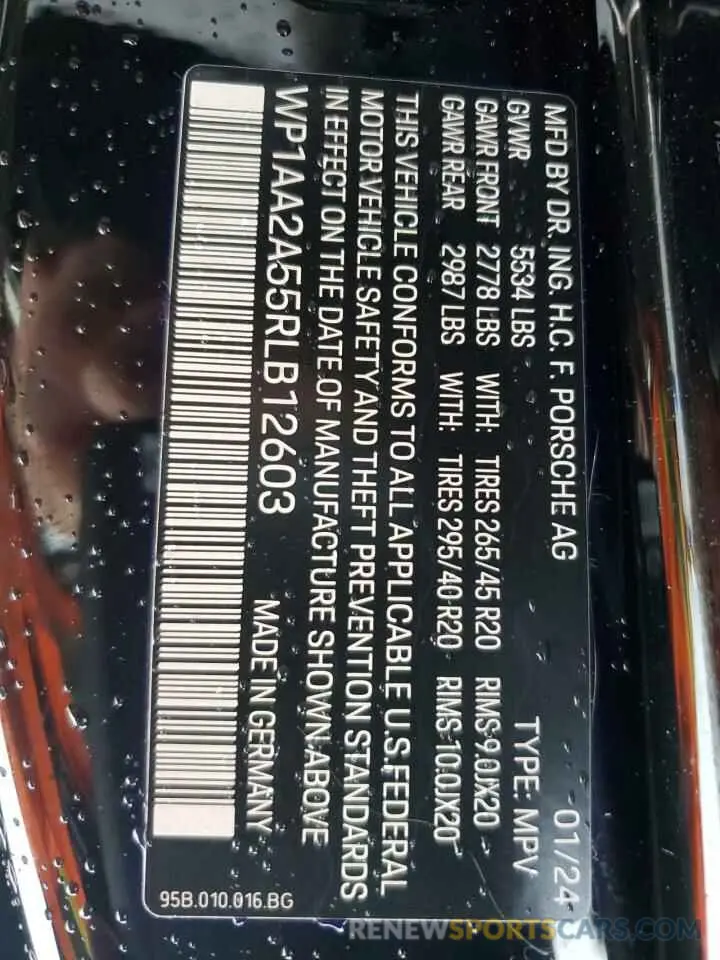 MFD BY DR. ING. H.C. F. PORSCHE AG 01/24
GVWR 5534 LBS TYPE: MPV
GAWR FRONT 2778 LBS WITH: TIRES 265/45 R20 RIMS 9.0JX20
GAWR REAR 2987 LBS WITH: TIRES 295/40 R20 RIMS 10.0JX20
THIS VEHICLE CONFORMS TO ALL APPLICABLE U.S. FEDERAL
MOTOR VEHICLE SAFETY AND THEFT PREVENTION STANDARDS
IN EFFECT ON THE DATE OF MANUFACTURE SHOWN ABOVE
WP1AA2A55RLB12603 MADE IN GERMANY
95B.010.016.BG
RENEWSPORTSCARS.COM